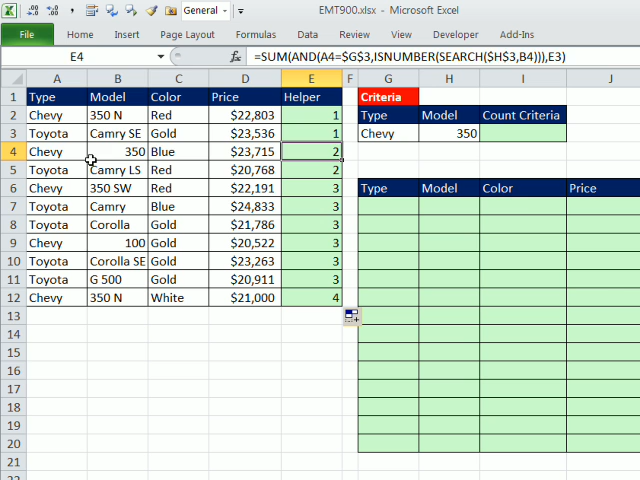 General EMT900.xlsx - Microsoft Excel
File Home Insert Page Layout Formulas Data Review View Developer Add-Ins
E4 fx =SUM(AND(A4=$G$3,ISNUMBER(SEARCH($H$3,B4))),E3)
A B C D E F G H I J
1 Type Model Color Price Helper Criteria
2 Chevy 350 N Red $22,803 1 Type Model Count Criteria
3 Toyota Camry SE Gold $23,536 1 Chevy 350
4 Chevy 350 Blue $23,715 2
5 Toyota Camry LS Red $20,768 2
6 Chevy 350 SW Red $22,191 3 Type Model Color Price
7 Toyota Camry Blue $24,833 3
8 Toyota Corolla Gold $21,786 3
9 Chevy 100 Gold $20,522 3
10 Toyota Corolla SE Gold $23,263 3
11 Toyota G 500 Gold $20,911 3
12 Chevy 350 N White $21,000 4
13
14
15
16
17
18
19
20
21